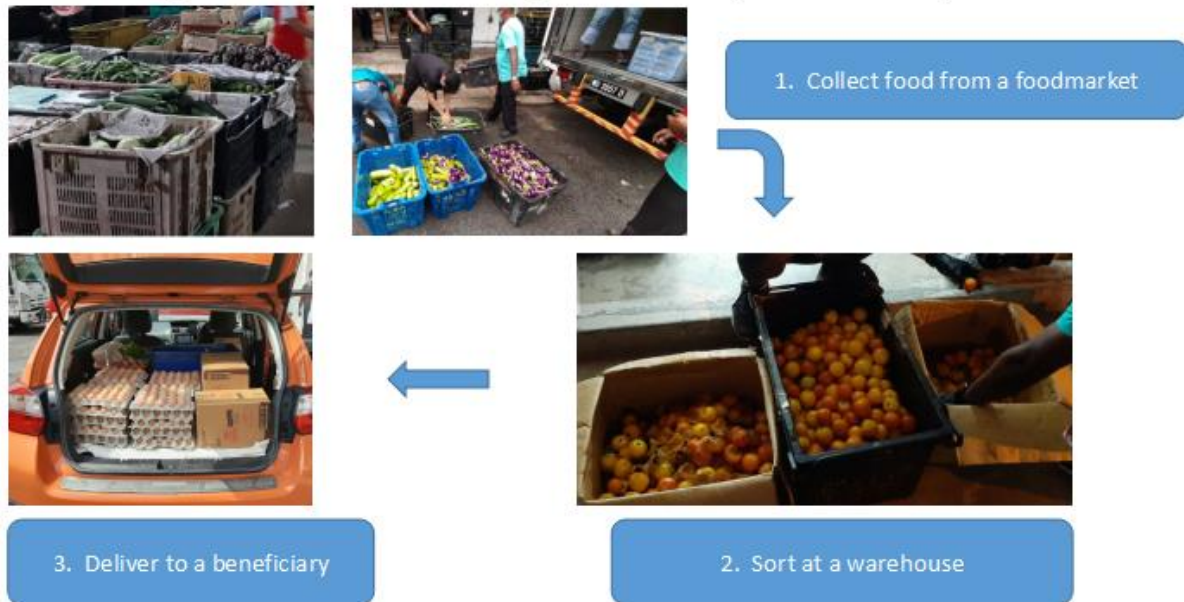 1. Collect food from a foodmarket
2. Sort at a warehouse
3. Deliver to a beneficiary